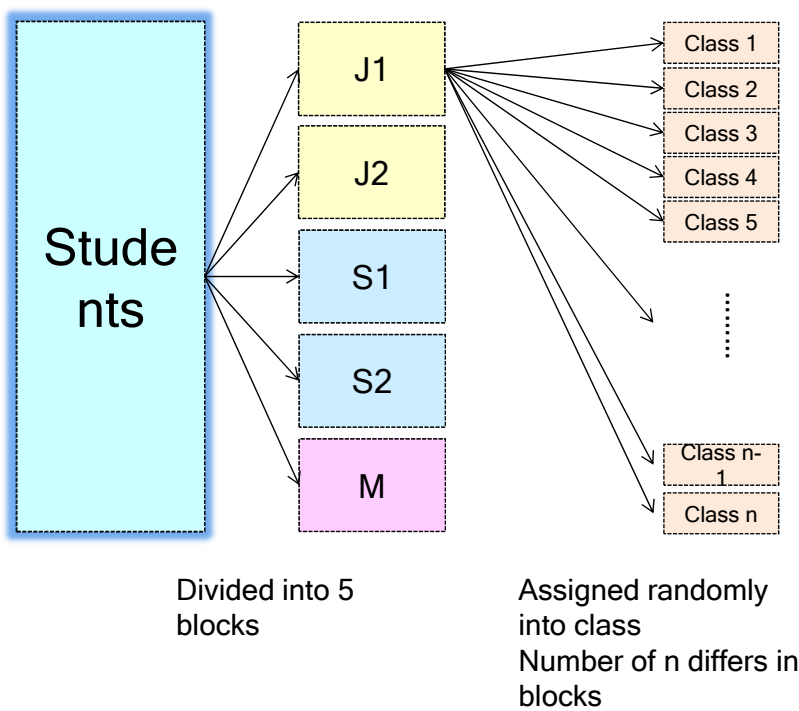 Stude
nts
J1
J2
S1
S2
M
Class 1
Class 2
Class 3
Class 4
Class 5
Class n-
1
Class n
Divided into 5
blocks
Assigned randomly
into class
Number of n differs in
blocks